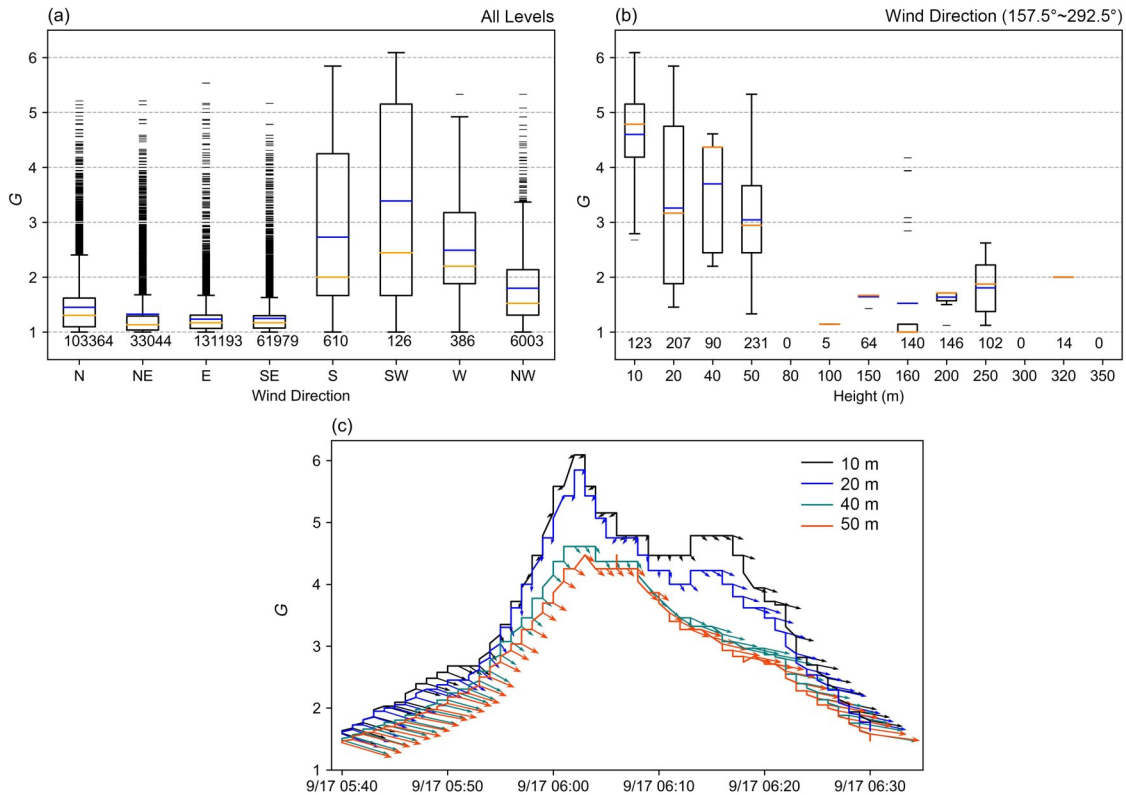 (a) All Levels
G
6
5
4
3
2
1
103364 33044 131193 61979 610 126 386 6003
N NE E SE S SW W NW
Wind Direction
(b) Wind Direction (157.5°~292.5°)
G
6
5
4
3
2
1
123 207 90 231 0 5 64 140 146 102 0 14 0
10 20 40 50 80 100 150 160 200 250 300 320 350
Height (m)
(c)
G
6
5
4
3
2
1
10 m
20 m
40 m
50 m
9/17 05:40 9/17 05:50 9/17 06:00 9/17 06:10 9/17 06:20 9/17 06:30